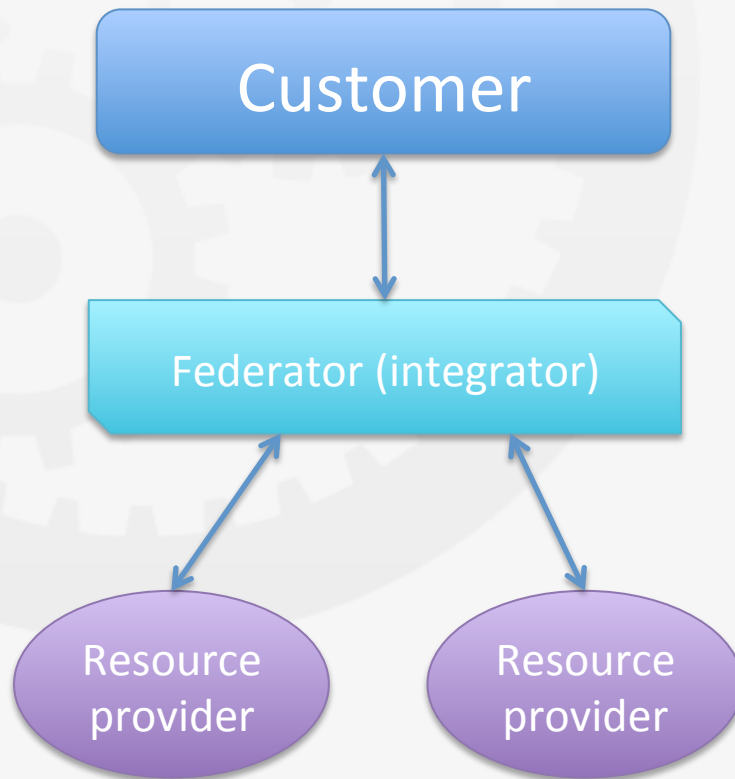 Customer
Federator (integrator)
Resource
provider
Resource
provider